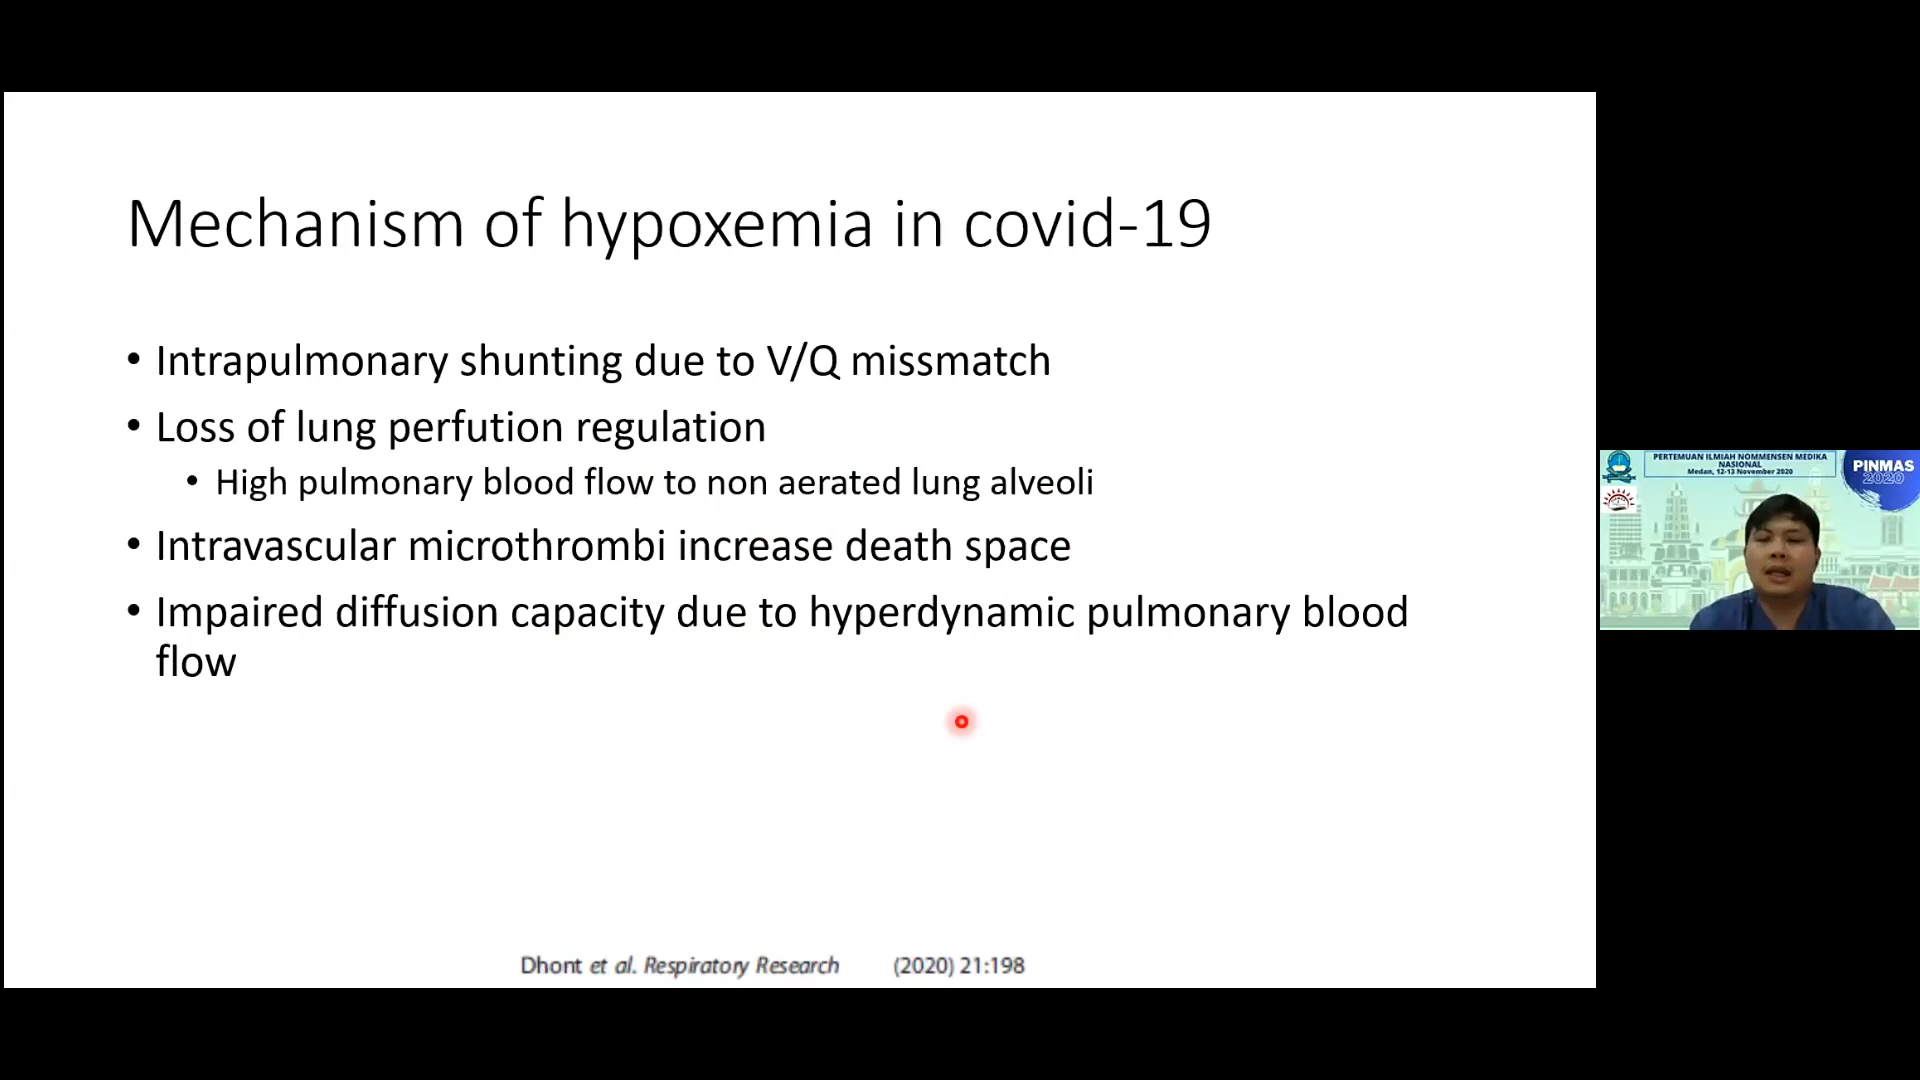 Mechanism of hypoxemia in covid-19
• Intrapulmonary shunting due to V/Q missmatch
• Loss of lung perfution regulation
• High pulmonary blood flow to non aerated lung alveoli
• Intravascular microthrombi increase death space
• Impaired diffusion capacity due to hyperdynamic pulmonary blood
flow
Dhont et al. Respiratory Research (2020) 21:198
PERTEMUAN ILMIAH NOMMENSEN MEDIKA
NASIONAL
Medan, 12-13 November 2020
PINMAS
2020